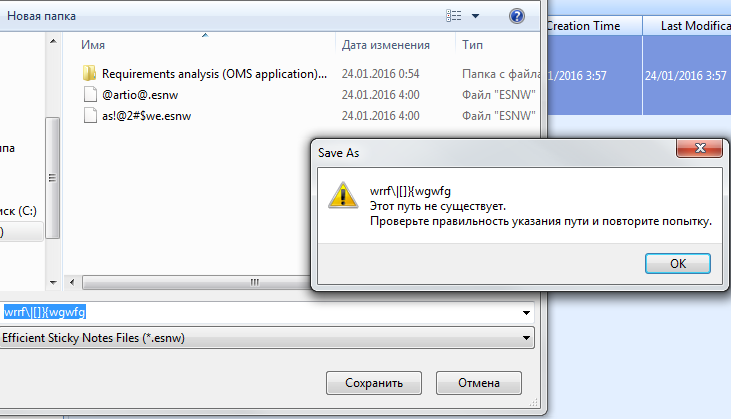 Новая папка
Creation Time Last Modifica
Имя Дата изменения Тип
Requirements analysis (OMS application)... 24.01.2016 0:54 Папка с файла
@artio@.esnw 24.01.2016 4:00 Файл "ESNW"
as!@2#$we.esnw 24.01.2016 4:00 Файл "ESNW"
1/2016 3:57 24/01/2016 3:57
ппа
иск (C:)
)
Save As
wrrf\|[]}{wgwfg
Этот путь не существует.
Проверьте правильность указания пути и повторите попытку.
OK
wrrf\|[]}{wgwfg
Efficient Sticky Notes Files (*.esnw)
Сохранить Отмена